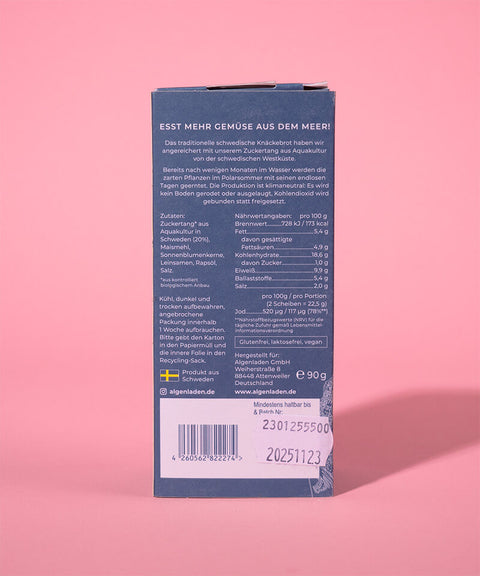 ESST MEHR GEMÜSE AUS DEM MEER!
Das traditionelle schwedische Knäckebrot haben wir
angereichert mit unserem Zuckertang aus Aquakultur
von der schwedischen Westküste.
Bereits nach wenigen Monaten im Wasser werden die
zarten Pflanzen im Polarsommer mit seinen endlosen
Tagen geerntet. Die Produktion ist klimaneutral: Es wird
kein Boden gerodet oder ausgelaugt, Kohlendioxid wird
gebunden statt freigesetzt.
Zutaten:
Zuckertang* aus
Aquakultur in
Schweden (20%),
Maismehl,
Sonnenblumenkerne,
Leinsamen, Rapsöl,
Salz.
*aus kontrolliert
biologischem Anbau.
Kühl, dunkel und
trocken aufbewahren,
angebrochene
Packung innerhalb
1 Woche aufbrauchen.
Bitte gebt den Karton
in den Papiermüll und
die innere Folie in den
Recycling-Sack.
Produkt aus
Schweden
algenladen.de
Nährwertangaben: pro 100 g
Brennwert 728 kJ / 173 kcal
Fett 5,4 g
davon gesättigte
Fettsäuren 4,9 g
Kohlenhydrate 18,6 g
davon Zucker 1,0 g
Eiweiß 9,9 g
Ballaststoffe 5,4 g
Salz 2,0 g
pro 100g / pro Portion
(2 Scheiben = 22,5 g)
Jod 520 µg / 117 µg (78%**)
**Nährstoffbezugswerte (NRV) für die
tägliche Zufuhr gemäß Lebensmittel
informationsverordnung
Glutenfrei, laktosefrei, vegan
Hergestellt für:
Algenladen GmbH
Weiherstraße 8
88448 Attenweiler
Deutschland
℮ 90 g
www.algenladen.de
Mindestens haltbar bis
& Batch Nr:
2301255500
20251123
4 260562 822274 >